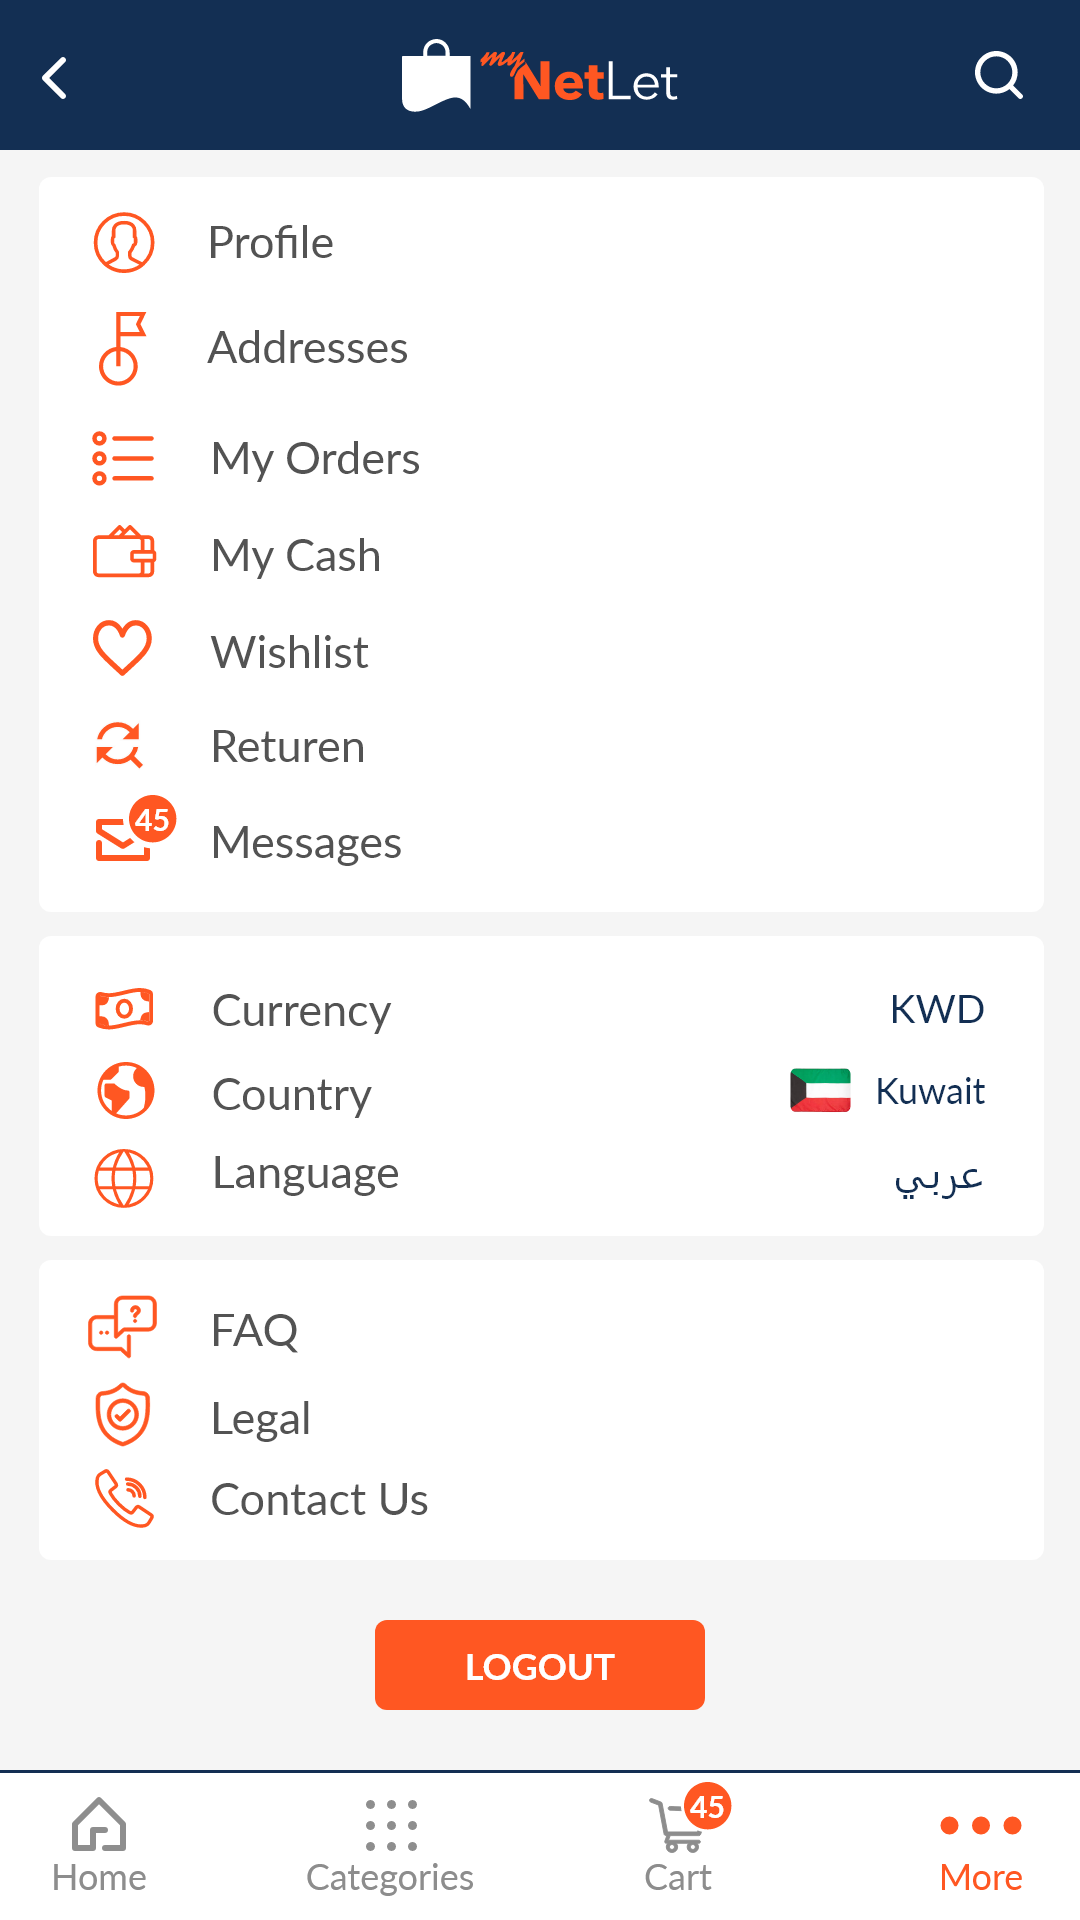 my NetLet
Profile
Addresses
My Orders
My Cash
Wishlist
Returen
45
Messages
Currency KWD
Country Kuwait
Language عربي
FAQ
Legal
Contact Us
LOGOUT
45
Home Categories Cart More